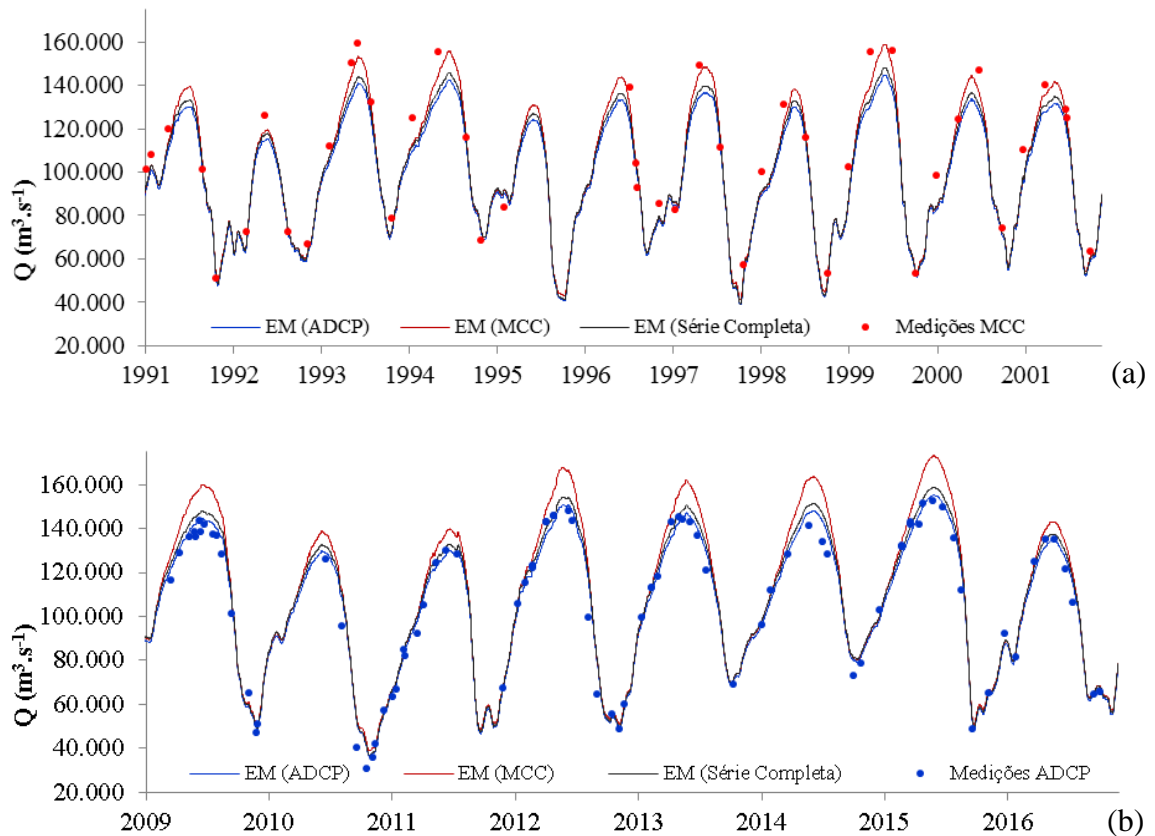 160.000
140.000
120.000
100.000
80.000
60.000
40.000
20.000
Q (m³.s⁻¹)
EM (ADCP) EM (MCC) EM (Série Completa) Medições MCC
1991 1992 1993 1994 1995 1996 1997 1998 1999 2000 2001
(a)
160.000
140.000
120.000
100.000
80.000
60.000
40.000
20.000
Q (m³.s⁻¹)
EM (ADCP) EM (MCC) EM (Série Completa) Medições ADCP
2009 2010 2011 2012 2013 2014 2015 2016
(b)